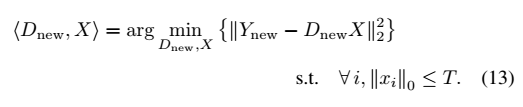 ⟨D_new, X⟩ = arg min_{D_new, X} {‖Y_new − D_new X‖_2^2}
s.t. ∀ i, ‖x_i‖_0 ≤ T. (13)